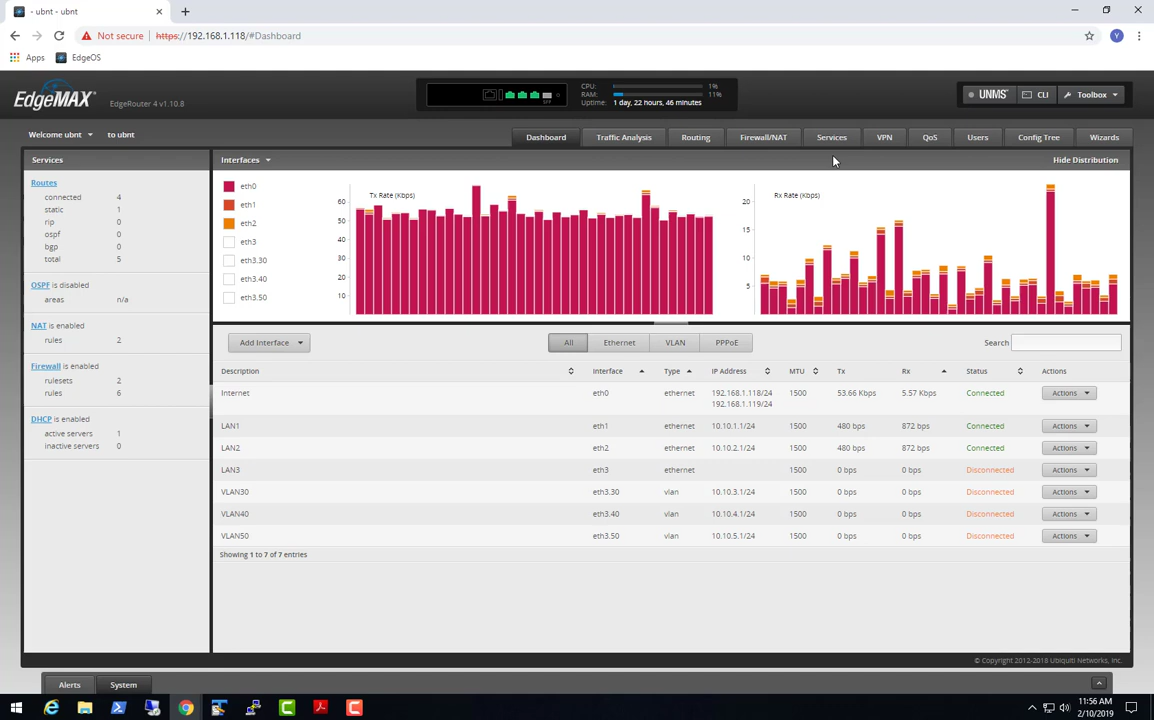 - ubnt - ubnt
Not secure | https://192.168.1.118/#Dashboard
Y
Apps EdgeOS
EdgeMAX EdgeRouter 4 v1.10.8
SFP
CPU: 1%
RAM: 11%
Uptime: 1 day, 22 hours, 46 minutes
UNMS CLI Toolbox
Welcome ubnt to ubnt
Dashboard Traffic Analysis Routing Firewall/NAT Services VPN QoS Users Config Tree Wizards
Services
Routes
connected 4
static 1
rip 0
ospf 0
bgp 0
total 5
OSPF is disabled
areas n/a
NAT is enabled
rules 2
Firewall is enabled
rulesets 2
rules 6
DHCP is enabled
active servers 1
inactive servers 0
Interfaces Hide Distribution
eth0
eth1
eth2
eth3
eth3.30
eth3.40
eth3.50
Tx Rate (Kbps)
60
50
40
30
20
10
Rx Rate (Kbps)
20
15
10
5
Add Interface All Ethernet VLAN PPPoE Search
Description Interface Type IP Address MTU Tx Rx Status Actions
Internet eth0 ethernet 192.168.1.118/24 1500 53.66 Kbps 5.57 Kbps Connected Actions
192.168.1.119/24
LAN1 eth1 ethernet 10.10.1.1/24 1500 480 bps 872 bps Connected Actions
LAN2 eth2 ethernet 10.10.2.1/24 1500 480 bps 872 bps Connected Actions
LAN3 eth3 ethernet 1500 0 bps 0 bps Disconnected Actions
VLAN30 eth3.30 vlan 10.10.3.1/24 1500 0 bps 0 bps Disconnected Actions
VLAN40 eth3.40 vlan 10.10.4.1/24 1500 0 bps 0 bps Disconnected Actions
VLAN50 eth3.50 vlan 10.10.5.1/24 1500 0 bps 0 bps Disconnected Actions
Showing 1 to 7 of 7 entries
© Copyright 2012-2018 Ubiquiti Networks, Inc.
Alerts System
11:56 AM
2/10/2019